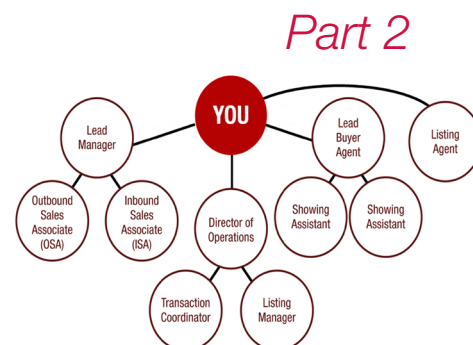 Part 2
YOU
Lead
Manager
Lead
Buyer
Agent
Listing
Agent
Outbound
Sales
Associate
(OSA)
Inbound
Sales
Associate
(ISA)
Director of
Operations
Showing
Assistant
Showing
Assistant
Transaction
Coordinator
Listing
Manager